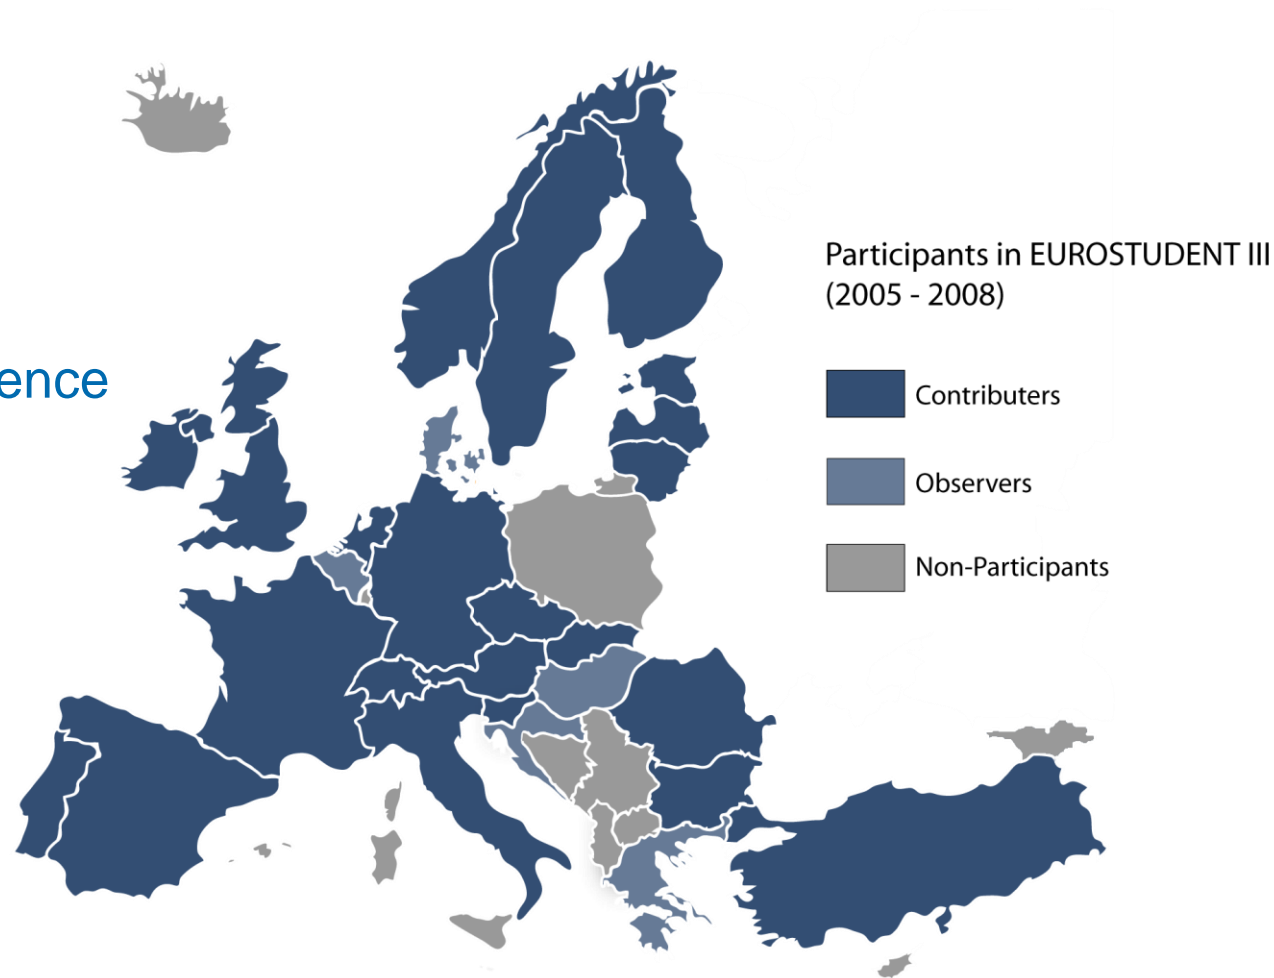 Participants in EUROSTUDENT III
(2005 - 2008)
ence
Contributers
Observers
Non-Participants